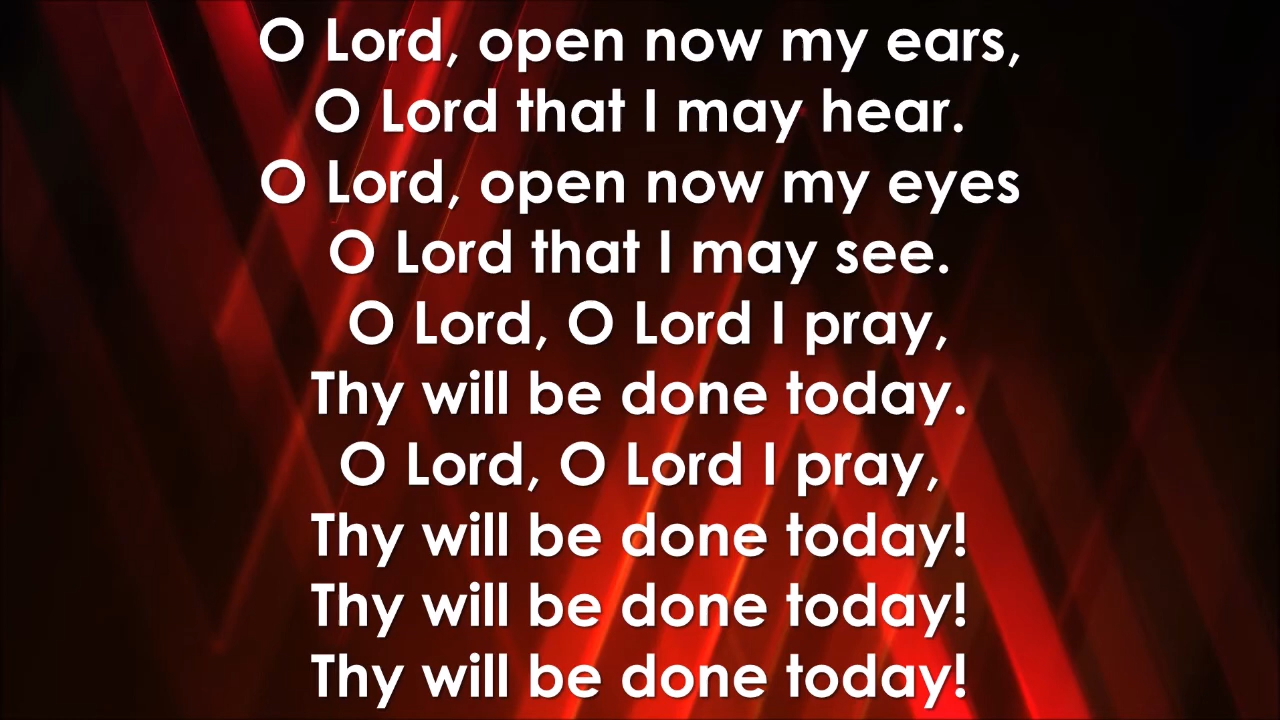 O Lord, open now my ears,
O Lord that I may hear.
O Lord, open now my eyes
O Lord that I may see.
O Lord, O Lord I pray,
Thy will be done today.
O Lord, O Lord I pray,
Thy will be done today!
Thy will be done today!
Thy will be done today!